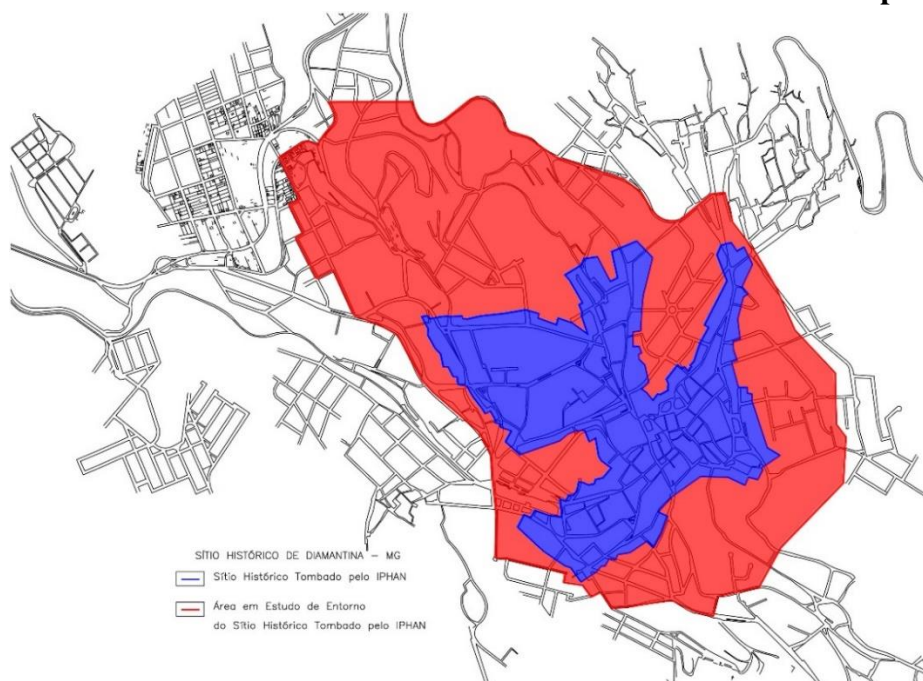 p
SÍTIO HISTÓRICO DE DIAMANTINA – MG
Sítio Histórico Tombado pelo IPHAN
Área em Estudo de Entorno
do Sítio Histórico Tombado pelo IPHAN